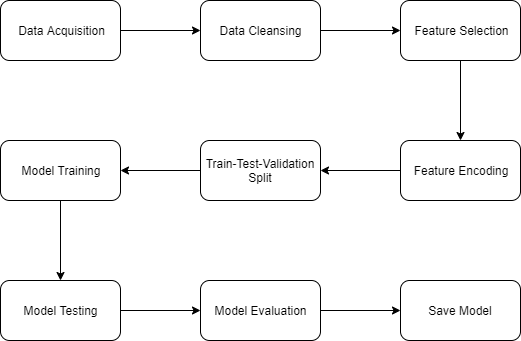 Data Acquisition
Data Cleansing
Feature Selection
Model Training
Train-Test-Validation
Split
Feature Encoding
Model Testing
Model Evaluation
Save Model